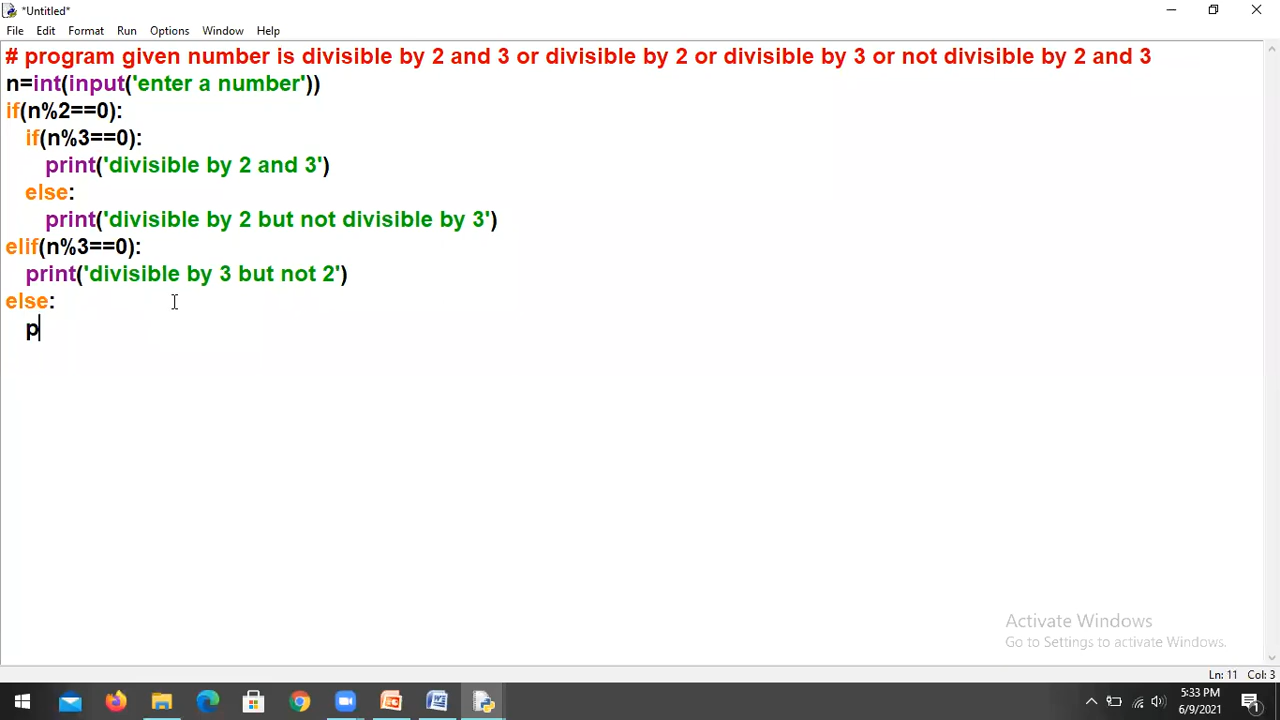 *Untitled*
File Edit Format Run Options Window Help
# program given number is divisible by 2 and 3 or divisible by 2 or divisible by 3 or not divisible by 2 and 3
n=int(input('enter a number'))
if(n%2==0):
if(n%3==0):
print('divisible by 2 and 3')
else:
print('divisible by 2 but not divisible by 3')
elif(n%3==0):
print('divisible by 3 but not 2')
else:
p
Activate Windows
Go to Settings to activate Windows.
Ln: 11 Col: 3
5:33 PM
6/9/2021
1